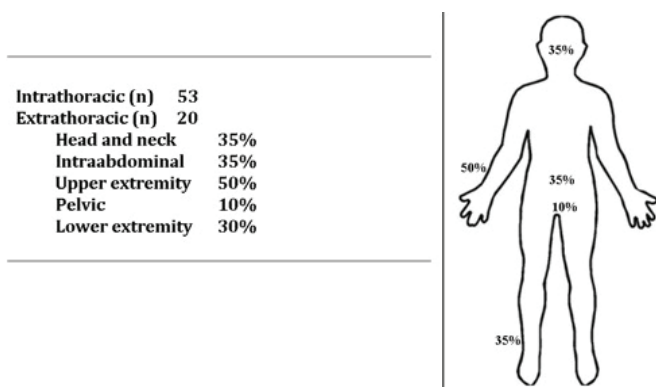 Intrathoracic (n) 53
Extrathoracic (n) 20
Head and neck 35%
Intraabdominal 35%
Upper extremity 50%
Pelvic 10%
Lower extremity 30%
35%
50%
35%
10%
35%